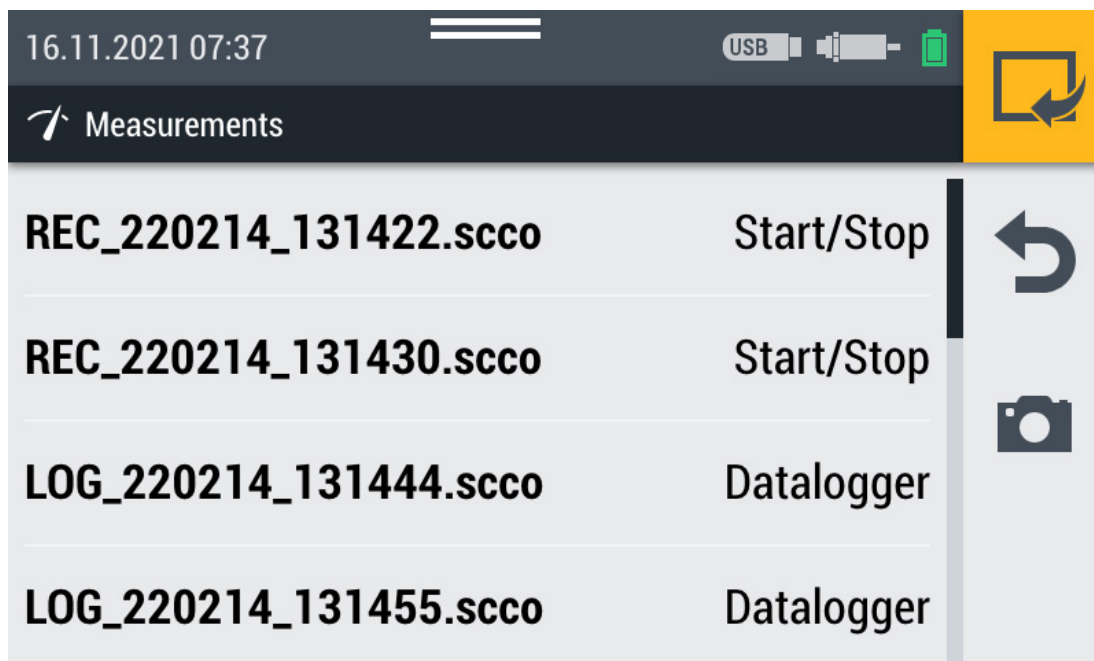 16.11.2021 07:37 USB
Measurements
REC_220214_131422.scco Start/Stop
REC_220214_131430.scco Start/Stop
LOG_220214_131444.scco Datalogger
LOG_220214_131455.scco Datalogger